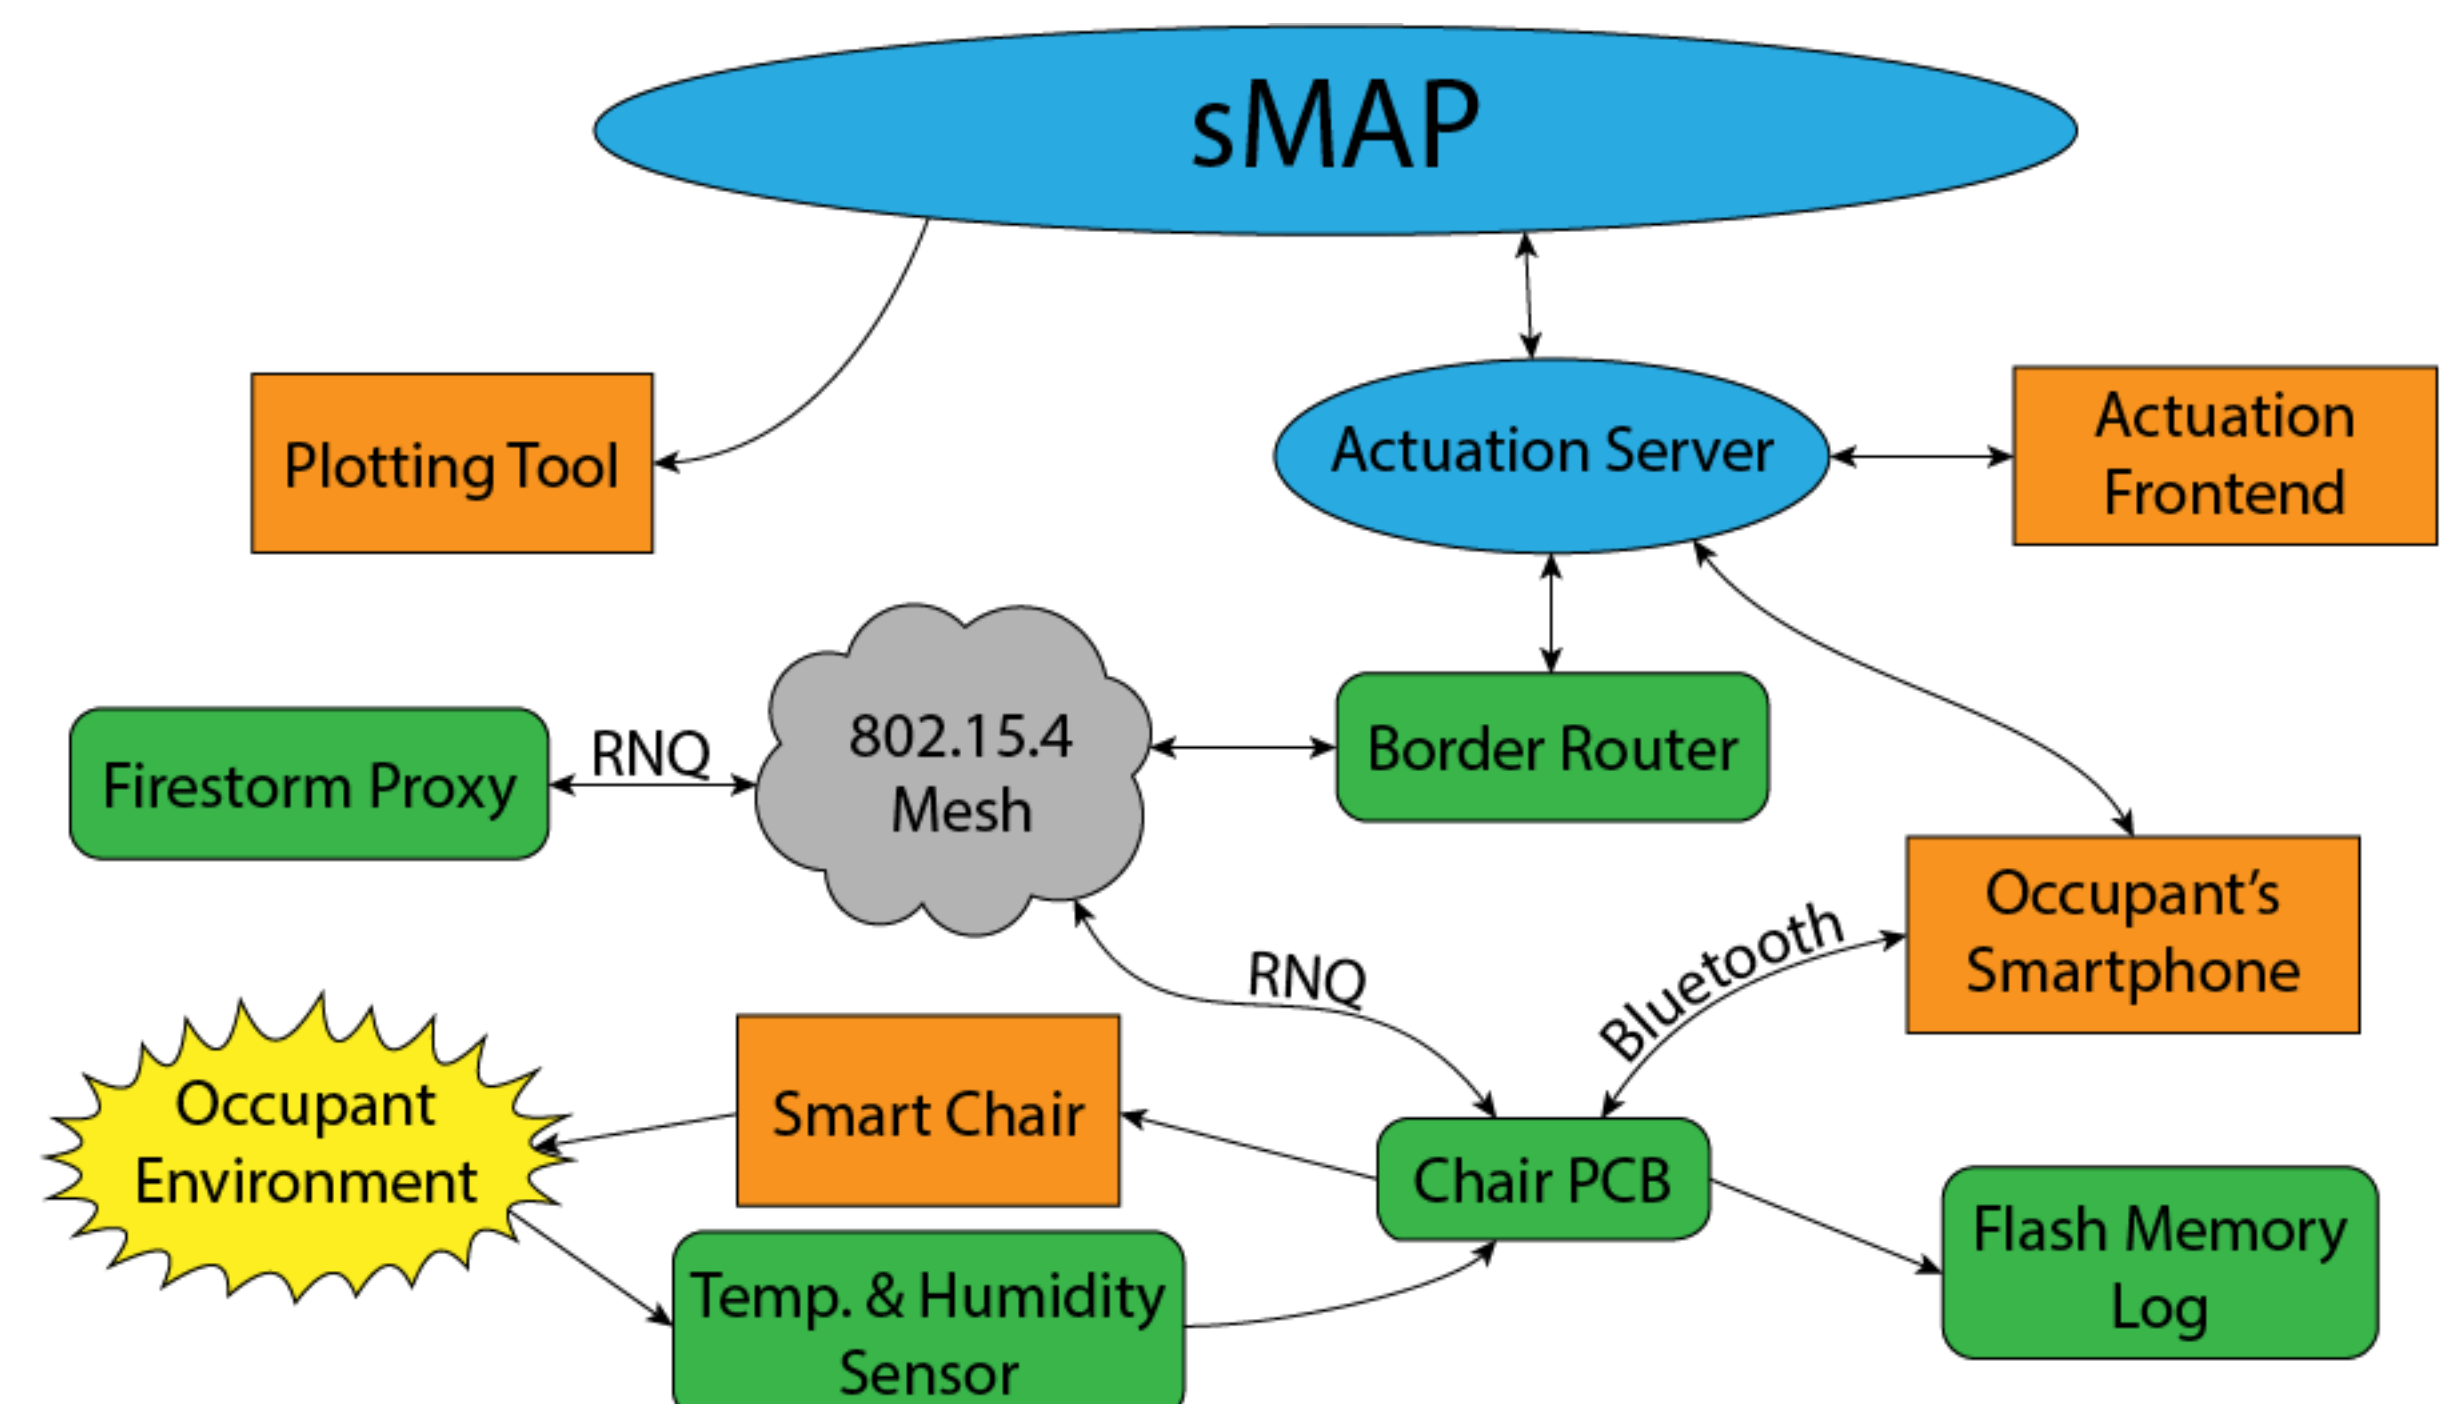 sMAP
Plotting Tool
Actuation Server
Actuation
Frontend
Firestorm Proxy
RNQ
802.15.4
Mesh
Border Router
Occupant’s
Smartphone
RNQ
Bluetooth
Occupant
Environment
Smart Chair
Chair PCB
Flash Memory
Log
Temp. & Humidity
Sensor